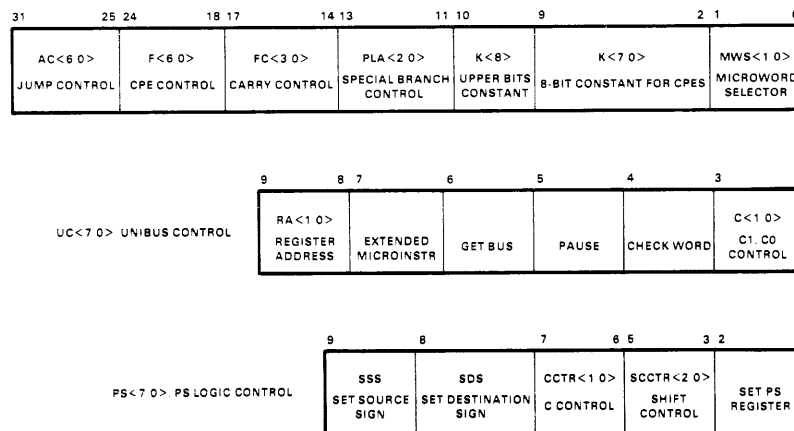 31 25 24 18 17 14 13 11 10 9 2 1
AC<6 0> F<6 0> FC<3 0> PLA<2 0> K<8> K<7 0> MWS<1 0>
JUMP CONTROL CPE CONTROL CARRY CONTROL SPECIAL BRANCH UPPER BITS 8-BIT CONSTANT FOR CPES MICROWORD
CONTROL CONSTANT SELECTOR
9 8 7 6 5 4 3
RA<1 0> C<1 0>
UC<7 0> UNIBUS CONTROL REGISTER EXTENDED GET BUS PAUSE CHECK WORD C1, C0
ADDRESS MICROINSTR CONTROL
9 8 7 6 5 3 2
SSS SDS CCTR<1 0> SCCTR<2 0>
PS<7 0>. PS LOGIC CONTROL SET SOURCE SET DESTINATION C CONTROL SHIFT SET PS
SIGN SIGN CONTROL REGISTER